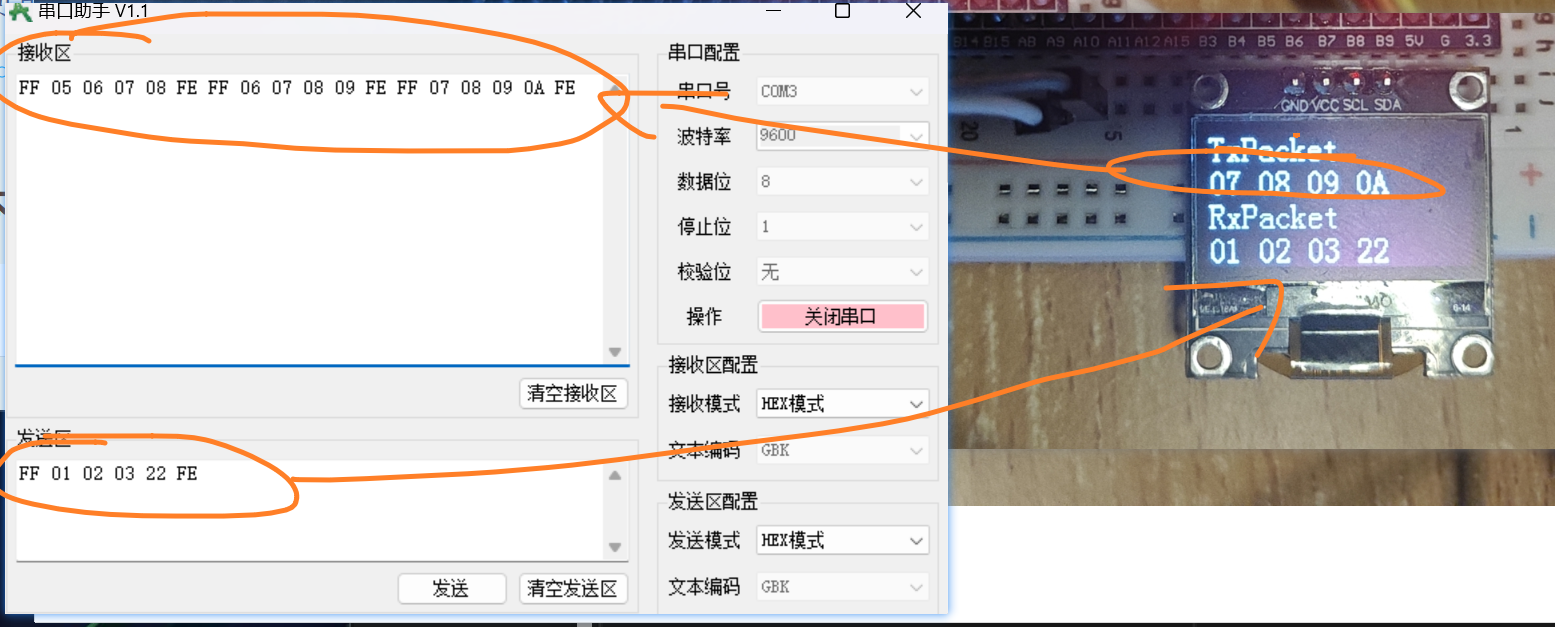 串口助手 V1.1
接收区
FF 05 06 07 08 FE FF 06 07 08 09 FE FF 07 08 09 0A FE
清空接收区
发送区
FF 01 02 03 22 FE
发送
清空发送区
串口配置
串口号 COM3
波特率 9600
数据位 8
停止位 1
校验位 无
操作 关闭串口
接收区配置
接收模式 HEX模式
文本编码 GBK
发送区配置
发送模式 HEX模式
文本编码 GBK
B14 B15 A8 A9 A10 A11 A12 A15 B3 B4 B5 B6 B7 B8 B9 5V G 3.3
GND VCC SCL SDA
TxPacket
07 08 09 0A
RxPacket
01 02 03 22